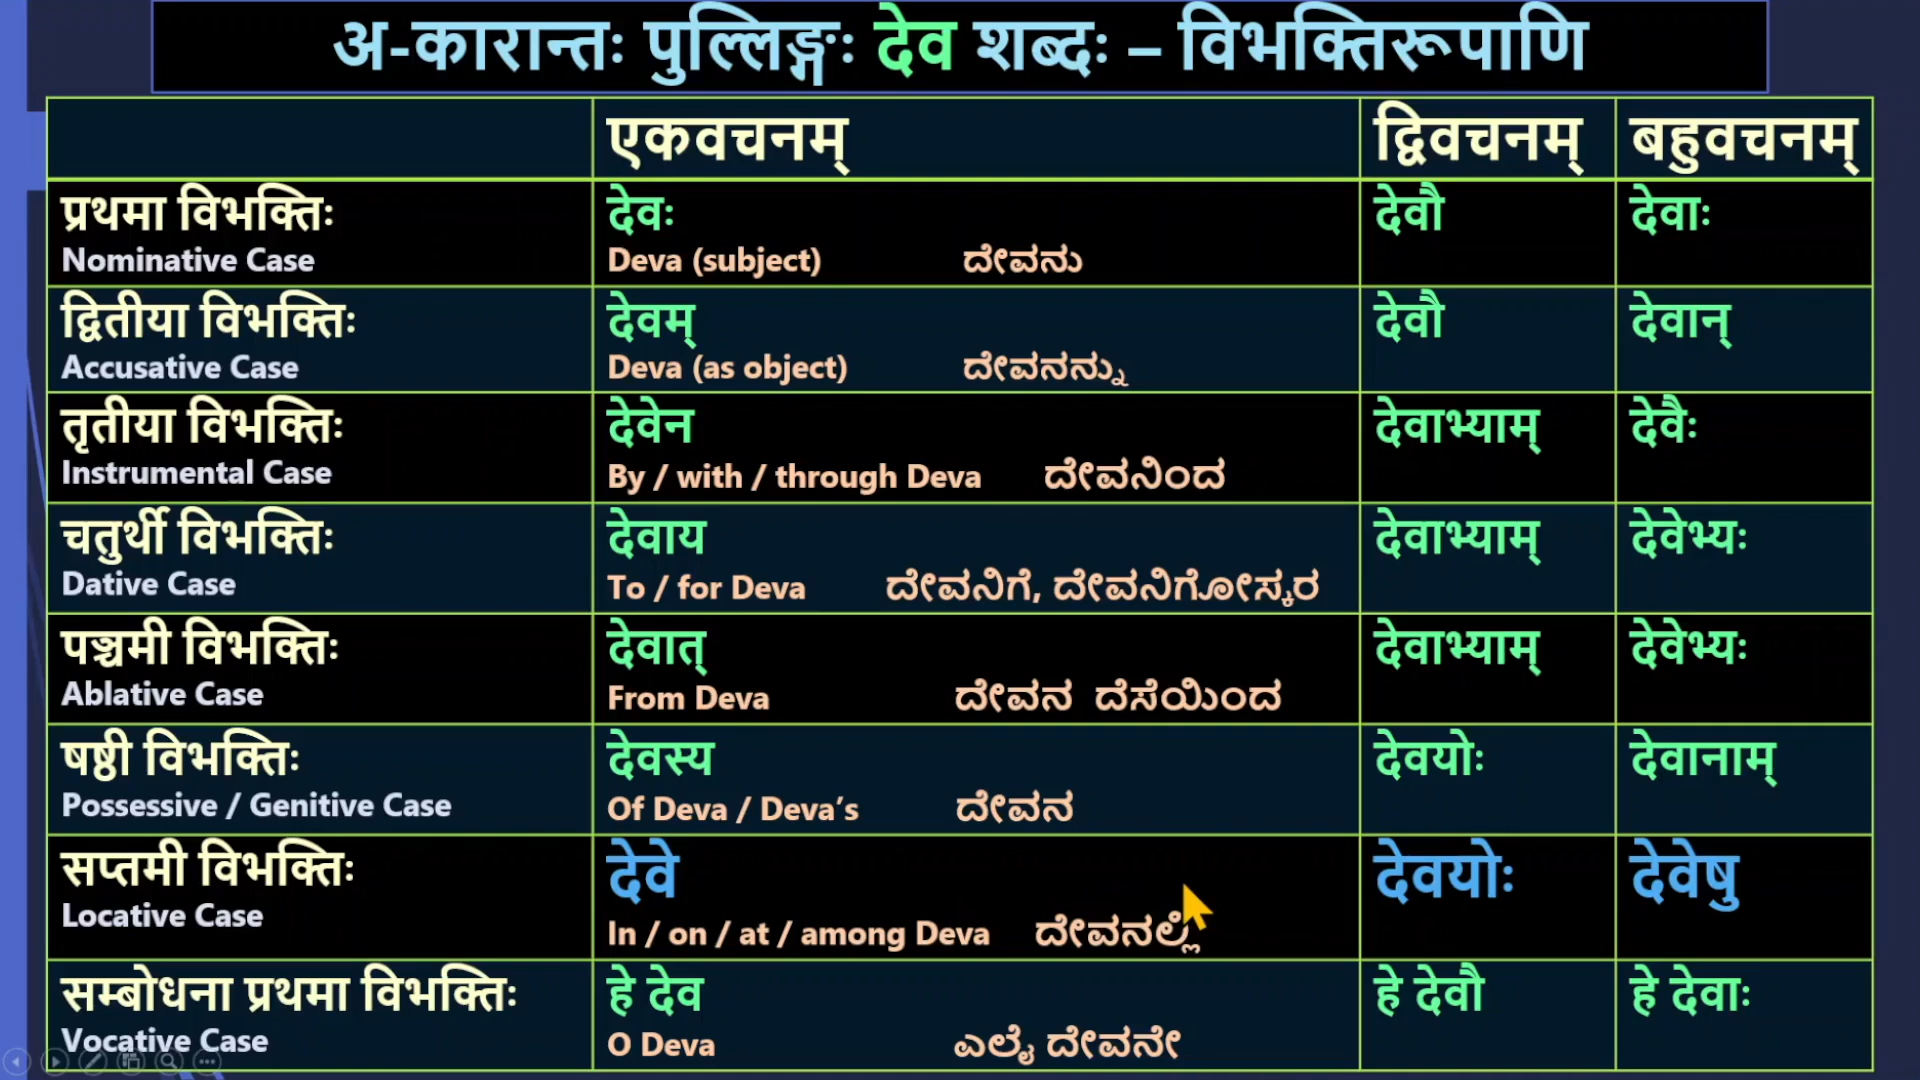 अ-कारान्तः पुल्लिङ्गः देव शब्दः – विभक्तिरूपाणि
एकवचनम् द्विवचनम् बहुवचनम्
प्रथमा विभक्तिः देवः देवौ देवाः
Nominative Case Deva (subject) ದೇವನು
द्वितीया विभक्तिः देवम् देवौ देवान्
Accusative Case Deva (as object) ದೇವನನ್ನು
तृतीया विभक्तिः देवेन देवाभ्याम् देवैः
Instrumental Case By / with / through Deva ದೇವನಿಂದ
चतुर्थी विभक्तिः देवाय देवाभ्याम् देवेभ्यः
Dative Case To / for Deva ದೇವನಿಗೆ, ದೇವನಿಗೋಸ್ಕರ
पञ्चमी विभक्तिः देवात् देवाभ्याम् देवेभ्यः
Ablative Case From Deva ದೇವನ ದೆಸೆಯಿಂದ
षष्ठी विभक्तिः देवस्य देवयोः देवानाम्
Possessive / Genitive Case Of Deva / Deva’s ದೇವನ
सप्तमी विभक्तिः देवे देवयोः देवेषु
Locative Case In / on / at / among Deva ದೇವನಲ್ಲಿ
सम्बोधना प्रथमा विभक्तिः हे देव हे देवौ हे देवाः
Vocative Case O Deva ಎಲೈ ದೇವನೇ